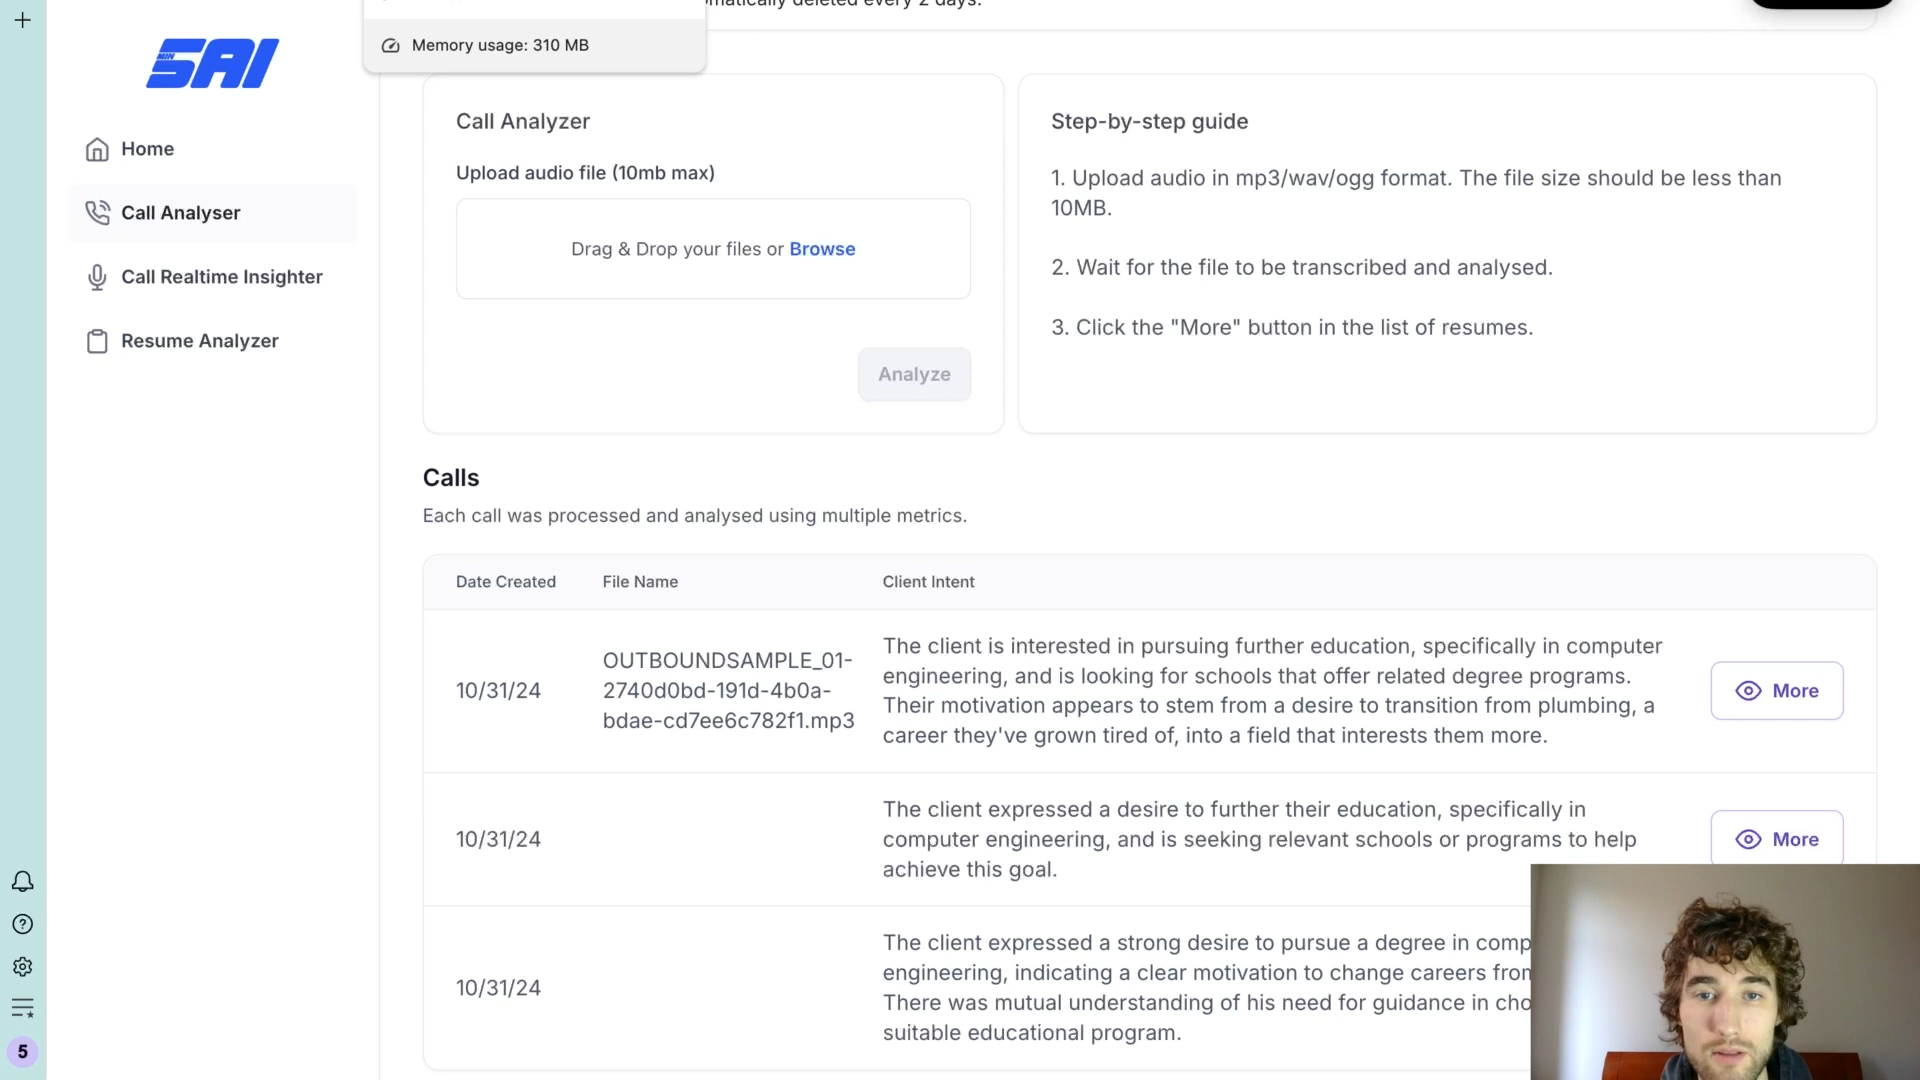 omatically deleted every 2 days.
Memory usage: 310 MB
5AI
MIN
Home
Call Analyser
Call Realtime Insighter
Resume Analyzer
Call Analyzer
Upload audio file (10mb max)
Drag & Drop your files or Browse
Analyze
Step-by-step guide
1. Upload audio in mp3/wav/ogg format. The file size should be less than
10MB.
2. Wait for the file to be transcribed and analysed.
3. Click the "More" button in the list of resumes.
Calls
Each call was processed and analysed using multiple metrics.
Date Created File Name Client Intent
10/31/24
OUTBOUNDSAMPLE_01-
2740d0bd-191d-4b0a-
bdae-cd7ee6c782f1.mp3
The client is interested in pursuing further education, specifically in computer
engineering, and is looking for schools that offer related degree programs.
Their motivation appears to stem from a desire to transition from plumbing, a
career they've grown tired of, into a field that interests them more.
More
10/31/24
The client expressed a desire to further their education, specifically in
computer engineering, and is seeking relevant schools or programs to help
achieve this goal.
More
10/31/24
The client expressed a strong desire to pursue a degree in comp
engineering, indicating a clear motivation to change careers from
There was mutual understanding of his need for guidance in cho
suitable educational program.
5